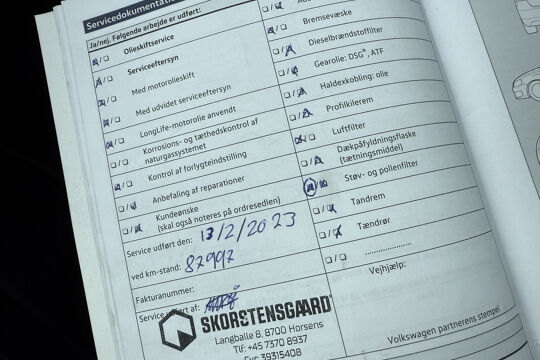 Servicedokumentati
Ja/nej. Følgende arbejde er udført:
Olieskiftservice
Serviceeftersyn
Med motorolieskift
Med udvidet serviceeftersyn
LongLife-motorolie anvendt
Korrosions- og tæthedskontrol af
naturgassystemet
Kontrol af forlygteindstilling
Anbefaling af reparationer
Kundeønske
(skal også noteres på ordresedlen)
Service udført den: 13/2/2023
ved km-stand: 87992
Fakturanummer:
Service udført af:
SKORSTENSGAARD
Langballe 8, 8700 Horsens
Tlf: +45 7370 8937
Cvr. 39315408
Bremsevæske
Dieselbrændstoffilter
Gearolie: DSG®, ATF
Haldexkobling: olie
Profilkilerem
Luftfilter
Dækpåfyldningsflaske
(tætningsmiddel)
Støv- og pollenfilter
Tandrem
Tændrør
Vejhjælp:
Volkswagen partnerens stempel